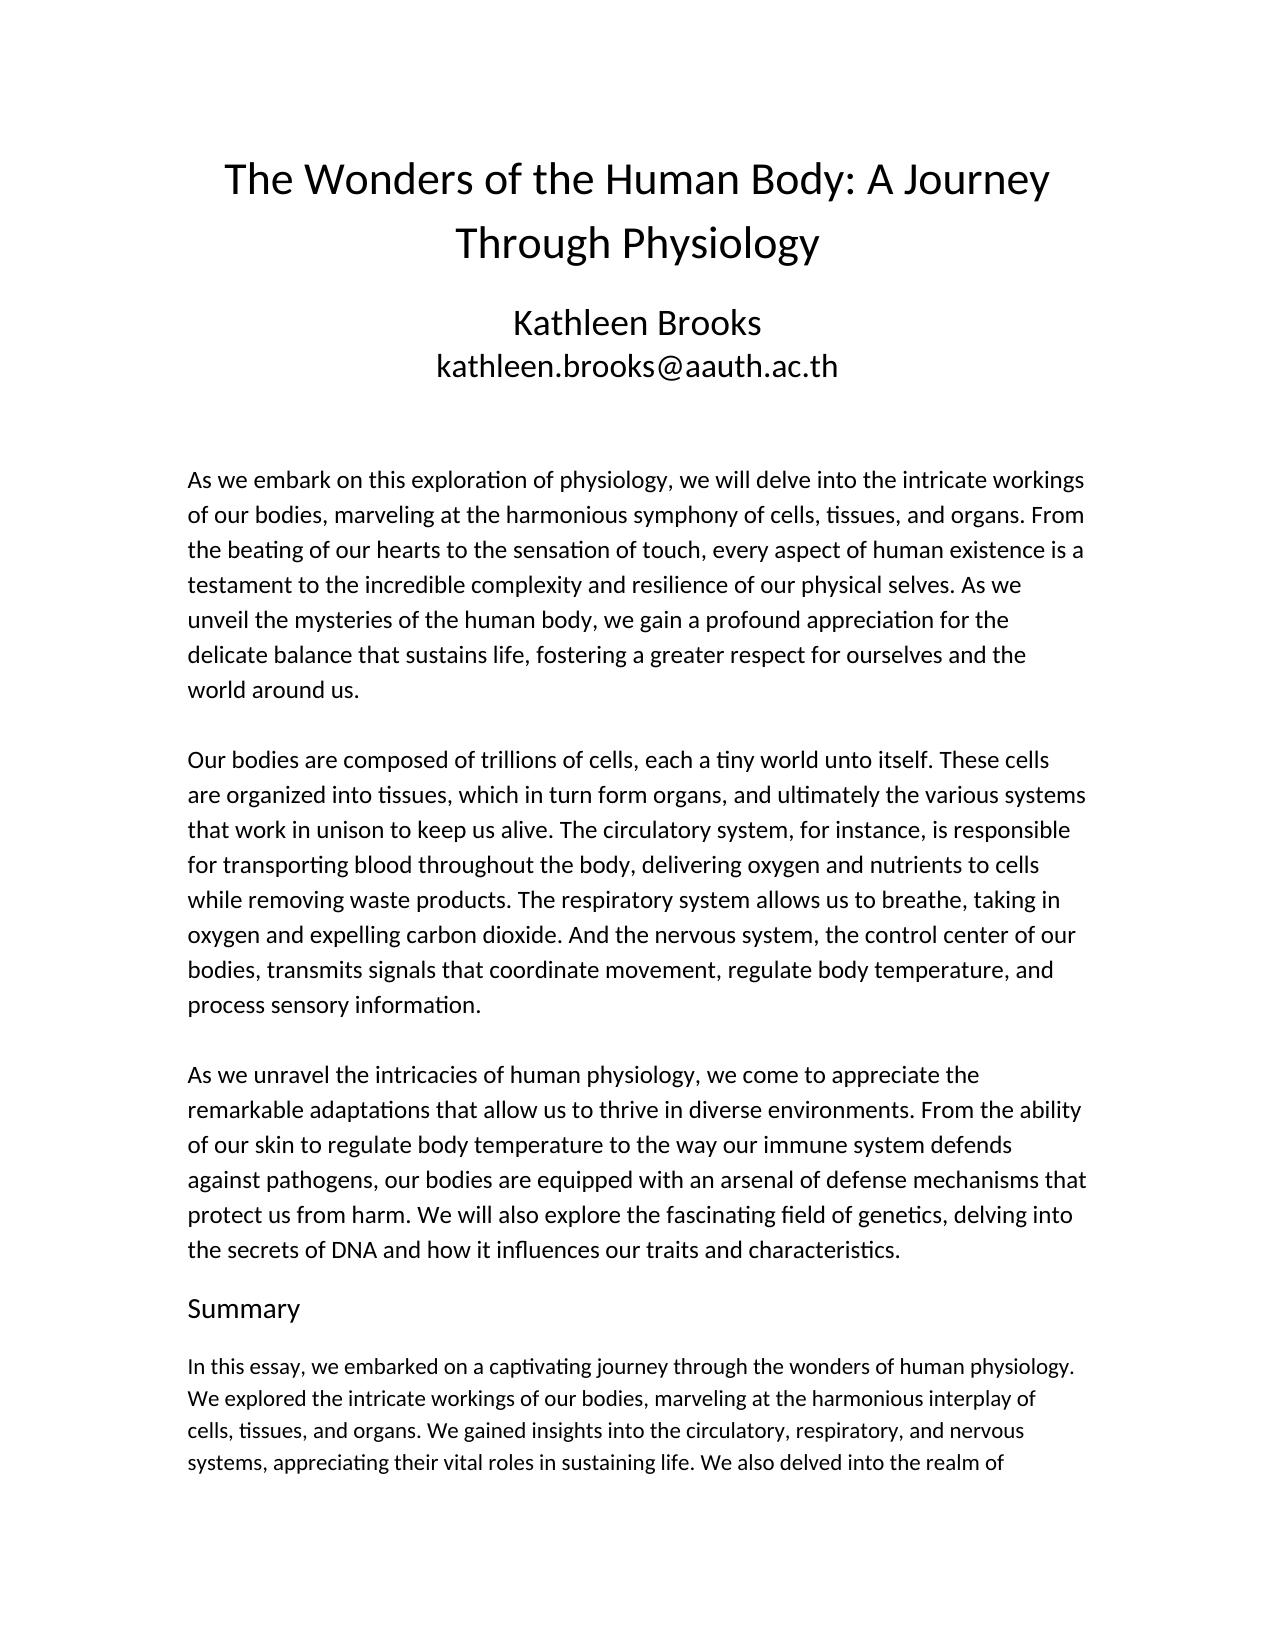 The Wonders of the Human Body: A Journey
Through Physiology
Kathleen Brooks
kathleen.brooks@aauth.ac.th
As we embark on this exploration of physiology, we will delve into the intricate workings
of our bodies, marveling at the harmonious symphony of cells, tissues, and organs. From
the beating of our hearts to the sensation of touch, every aspect of human existence is a
testament to the incredible complexity and resilience of our physical selves. As we
unveil the mysteries of the human body, we gain a profound appreciation for the
delicate balance that sustains life, fostering a greater respect for ourselves and the
world around us.
Our bodies are composed of trillions of cells, each a tiny world unto itself. These cells
are organized into tissues, which in turn form organs, and ultimately the various systems
that work in unison to keep us alive. The circulatory system, for instance, is responsible
for transporting blood throughout the body, delivering oxygen and nutrients to cells
while removing waste products. The respiratory system allows us to breathe, taking in
oxygen and expelling carbon dioxide. And the nervous system, the control center of our
bodies, transmits signals that coordinate movement, regulate body temperature, and
process sensory information.
As we unravel the intricacies of human physiology, we come to appreciate the
remarkable adaptations that allow us to thrive in diverse environments. From the ability
of our skin to regulate body temperature to the way our immune system defends
against pathogens, our bodies are equipped with an arsenal of defense mechanisms that
protect us from harm. We will also explore the fascinating field of genetics, delving into
the secrets of DNA and how it influences our traits and characteristics.
Summary
In this essay, we embarked on a captivating journey through the wonders of human physiology.
We explored the intricate workings of our bodies, marveling at the harmonious interplay of
cells, tissues, and organs. We gained insights into the circulatory, respiratory, and nervous
systems, appreciating their vital roles in sustaining life. We also delved into the realm of